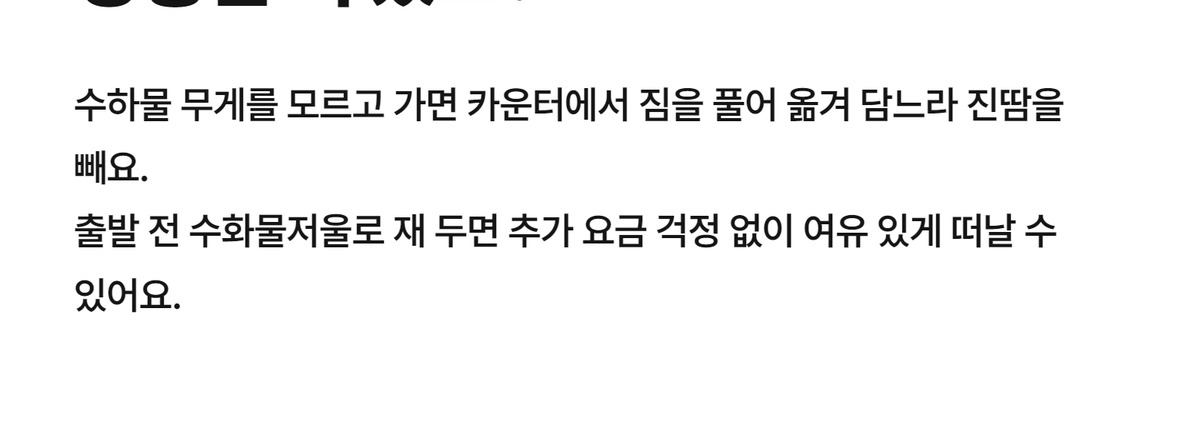 수하물 무게를 모르고 가면 카운터에서 짐을 풀어 옮겨 담느라 진땀을
빼요.
출발 전 수화물저울로 재 두면 추가 요금 걱정 없이 여유 있게 떠날 수
있어요.